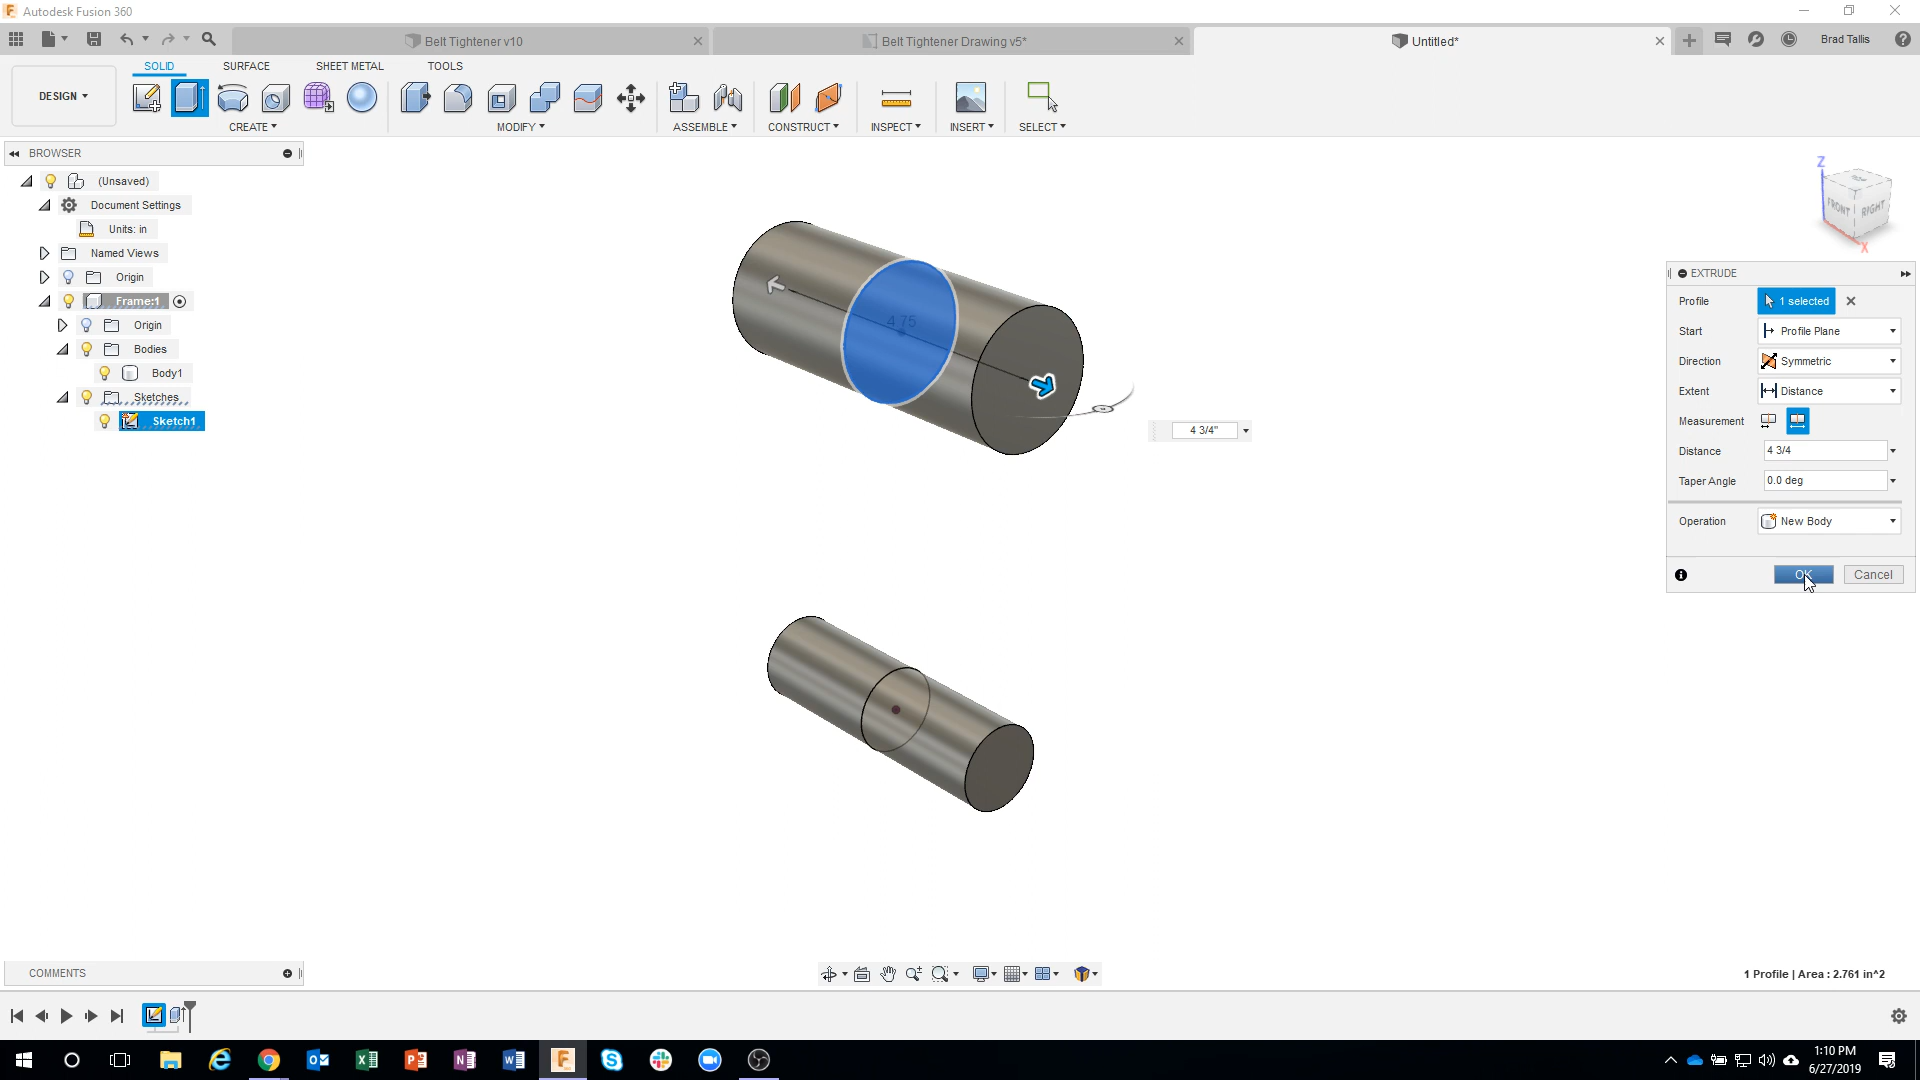 Autodesk Fusion 360
Belt Tightener v10
Belt Tightener Drawing v5*
Untitled*
Brad Tallis
SOLID
SURFACE
SHEET METAL
TOOLS
DESIGN
CREATE
MODIFY
ASSEMBLE
CONSTRUCT
INSPECT
INSERT
SELECT
BROWSER
(Unsaved)
Document Settings
Units: in
Named Views
Origin
Frame:1
Origin
Bodies
Body1
Sketches
Sketch1
4.75
4 3/4"
Z
FRONT
RIGHT
X
EXTRUDE
Profile
1 selected
Start
Profile Plane
Direction
Symmetric
Extent
Distance
Measurement
Distance
4 3/4
Taper Angle
0.0 deg
Operation
New Body
OK
Cancel
COMMENTS
1 Profile | Area : 2.761 in^2
1:10 PM
6/27/2019